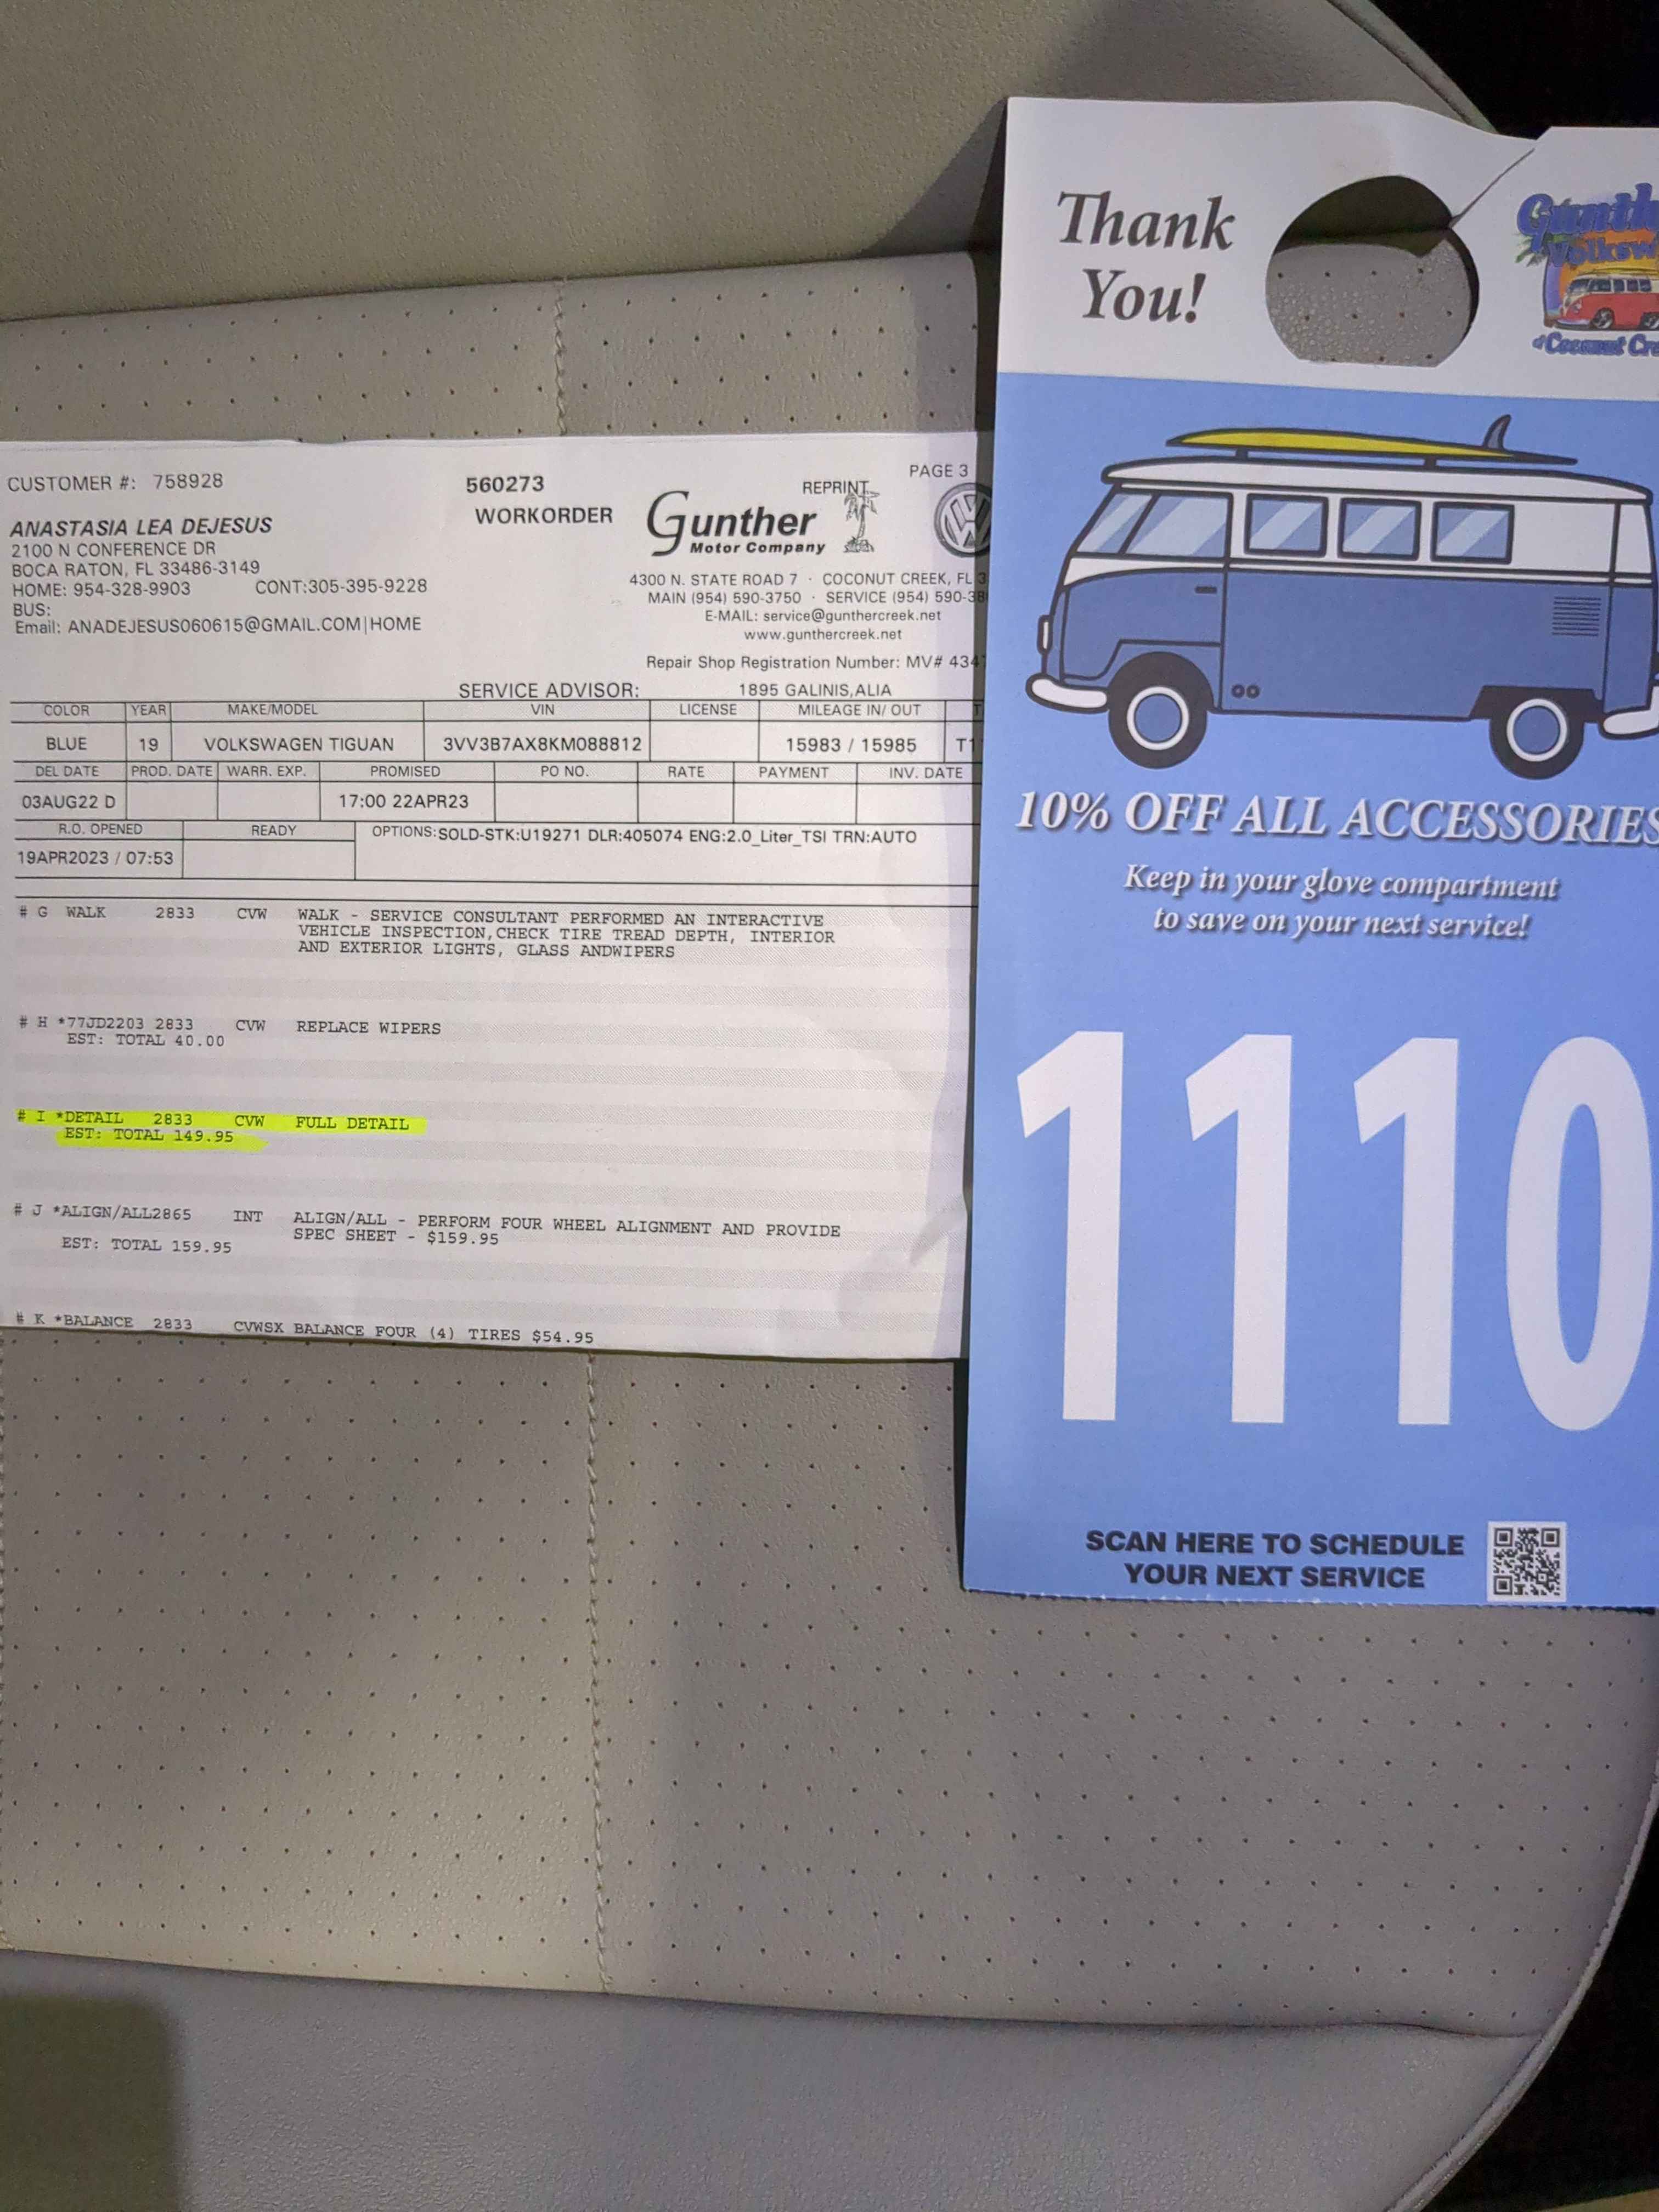 CUSTOMER #: 758928
560273
WORKORDER
REPRINT
PAGE 3
Gunther
Motor Company
ANASTASIA LEA DEJESUS
2100 N CONFERENCE DR
BOCA RATON, FL 33486-3149
HOME: 954-328-9903 CONT:305-395-9228
BUS:
Email: ANADEJESUS060615@GMAIL.COM|HOME
4300 N. STATE ROAD 7 · COCONUT CREEK, FL
MAIN (954) 590-3750 · SERVICE (954)
E-MAIL: service@gunthercreek.net
www.gunthercreek.net
Repair Shop Registration Number: MV#
SERVICE ADVISOR: 1895 GALINIS,ALIA
COLOR YEAR MAKE/MODEL VIN LICENSE MILEAGE IN/ OUT
BLUE 19 VOLKSWAGEN TIGUAN 3VV3B7AX8KM088812 15983 / 15985
DEL DATE PROD. DATE WARR. EXP. PROMISED PO NO. RATE PAYMENT INV. DATE
03AUG22 D 17:00 22APR23
R.O. OPENED READY OPTIONS:SOLD-STK:U19271 DLR:405074 ENG:2.0_Liter_TSI TRN:AUTO
19APR2023 / 07:53
# G WALK 2833 CVW WALK - SERVICE CONSULTANT PERFORMED AN INTERACTIVE
VEHICLE INSPECTION,CHECK TIRE TREAD DEPTH, INTERIOR
AND EXTERIOR LIGHTS, GLASS ANDWIPERS
# H *77JD2203 2833 CVW REPLACE WIPERS
EST: TOTAL 40.00
# I *DETAIL 2833 CVW FULL DETAIL
EST: TOTAL 149.95
# J *ALIGN/ALL2865 INT ALIGN/ALL - PERFORM FOUR WHEEL ALIGNMENT AND PROVIDE
SPEC SHEET - $159.95
EST: TOTAL 159.95
# K *BALANCE 2833 CVWSX BALANCE FOUR (4) TIRES $54.95
Thank
You!
10% OFF ALL ACCESSORIES
Keep in your glove compartment
to save on your next service!
1110
SCAN HERE TO SCHEDULE
YOUR NEXT SERVICE